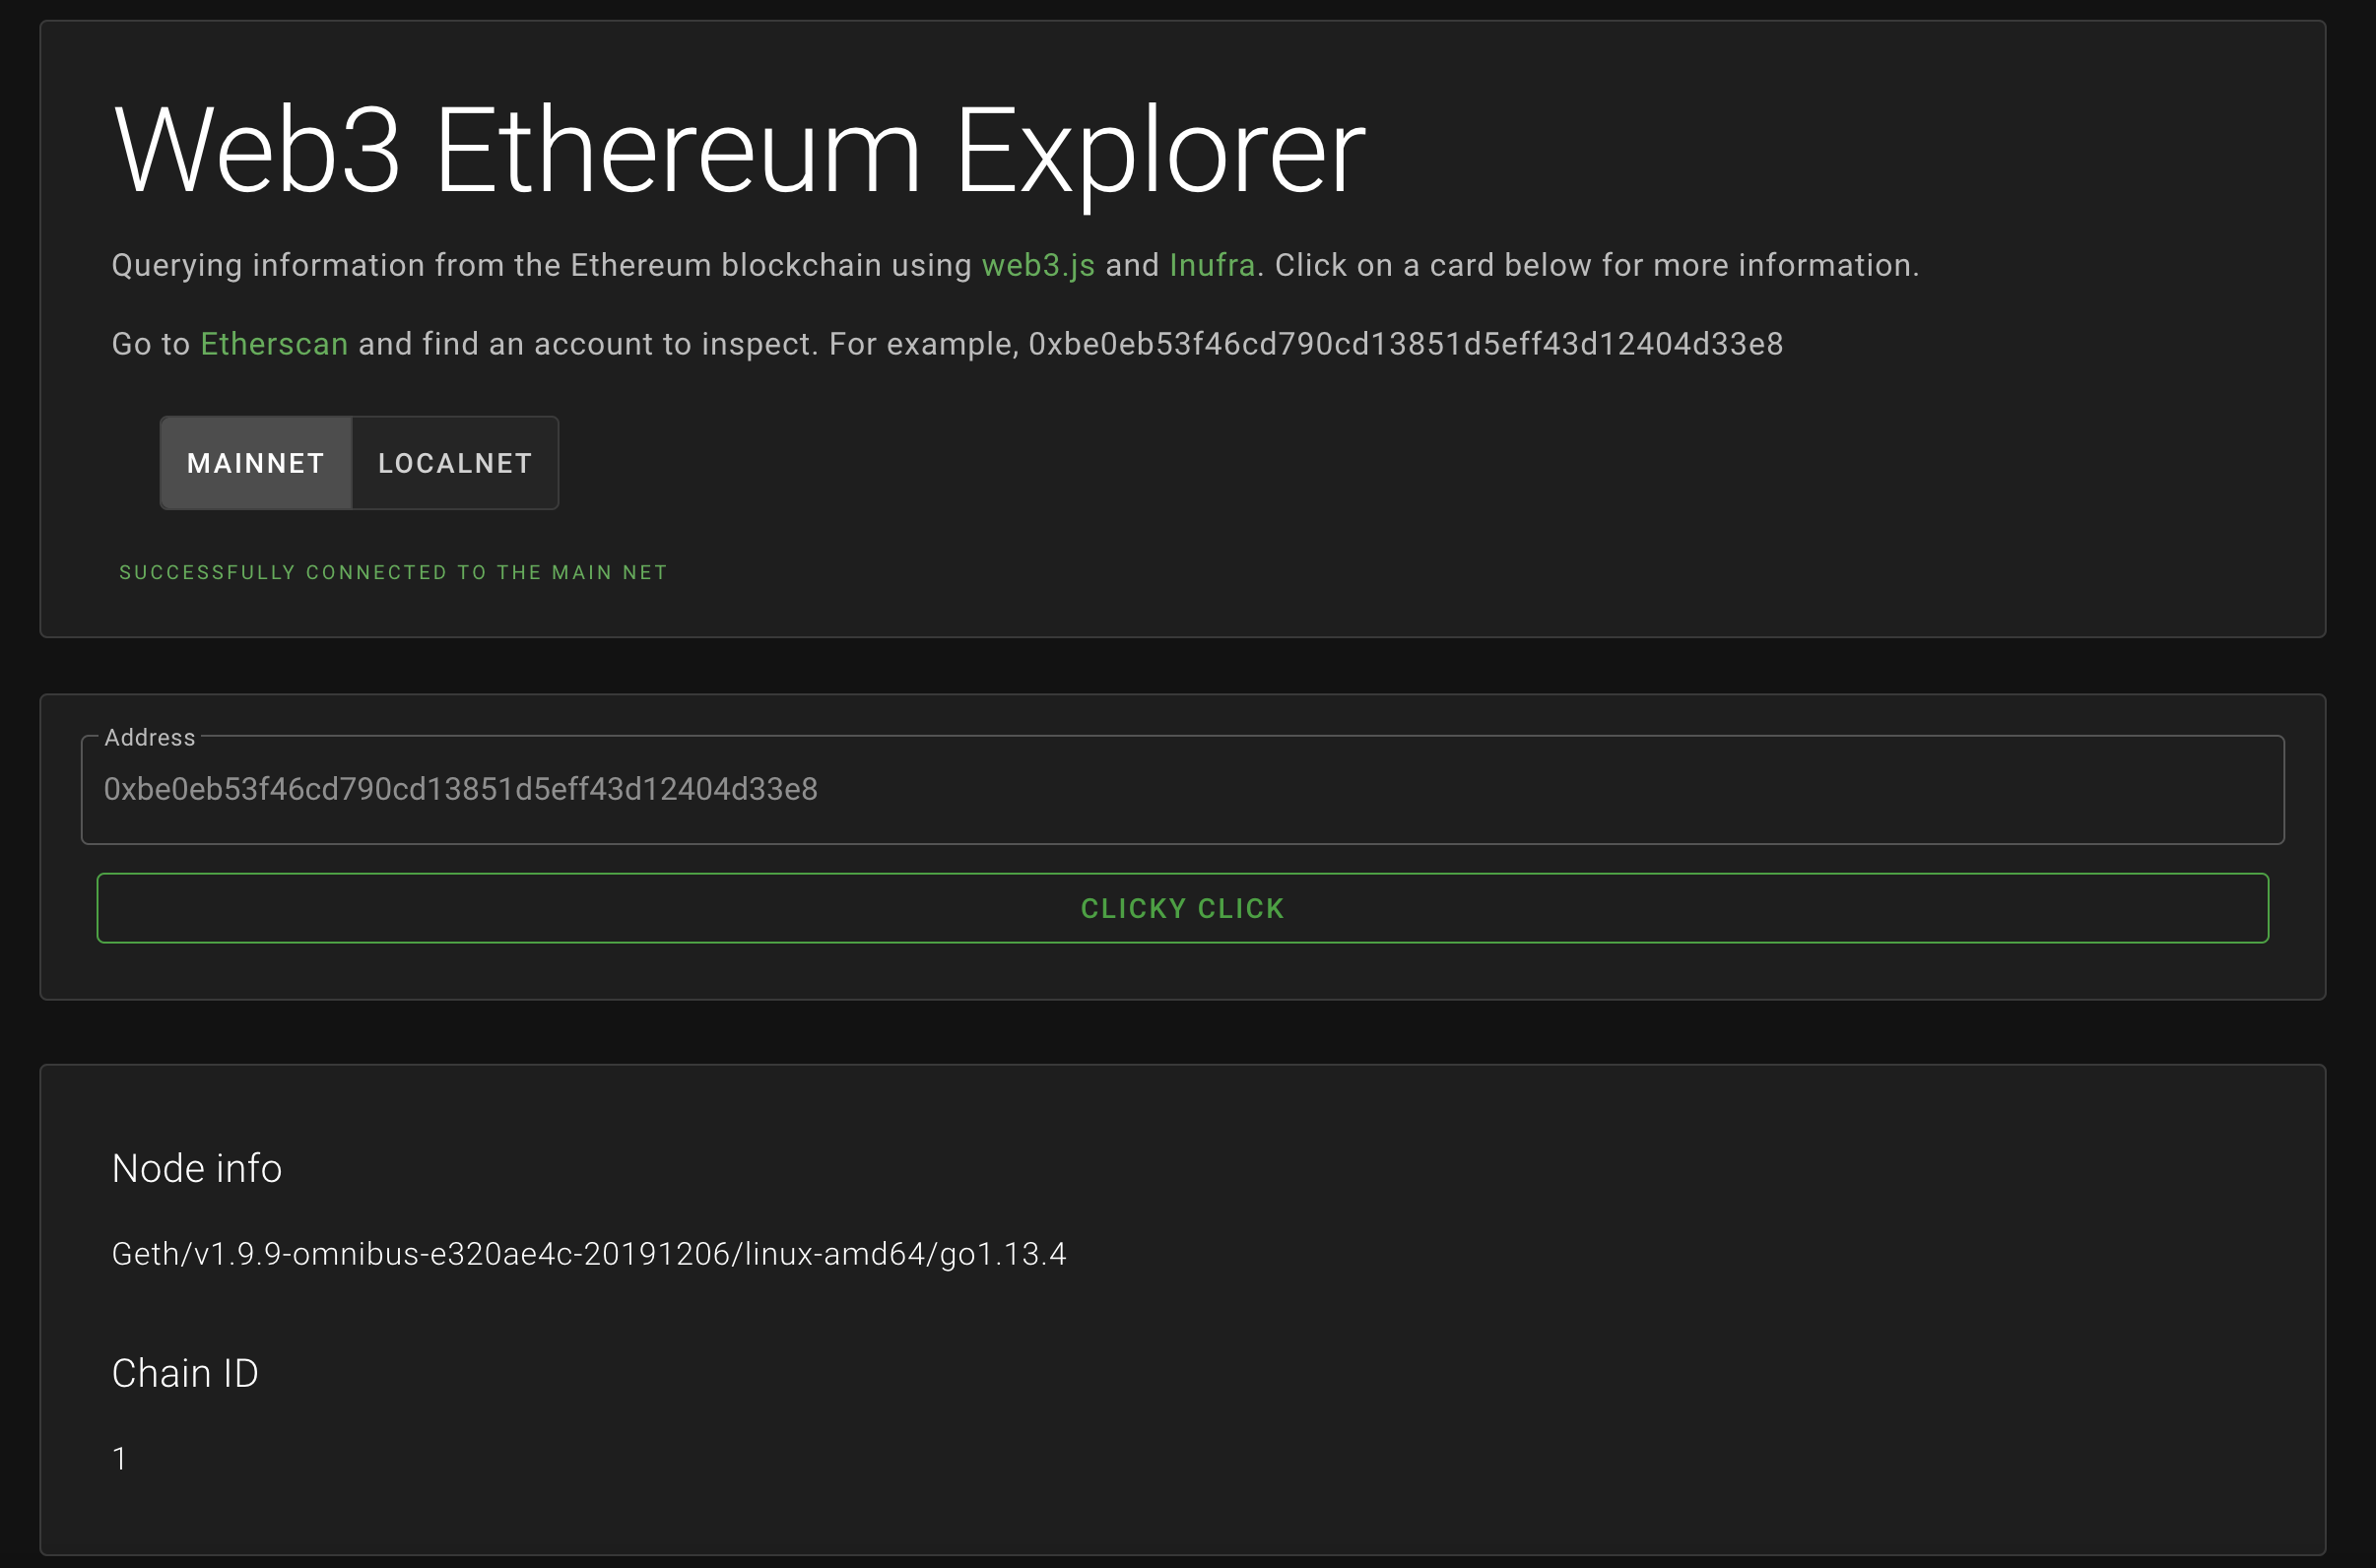 Web3 Ethereum Explorer
Querying information from the Ethereum blockchain using web3.js and Inufra. Click on a card below for more information.
Go to Etherscan and find an account to inspect. For example, 0xbe0eb53f46cd790cd13851d5eff43d12404d33e8
MAINNET LOCALNET
SUCCESSFULLY CONNECTED TO THE MAIN NET
Address
0xbe0eb53f46cd790cd13851d5eff43d12404d33e8
CLICKY CLICK
Node info
Geth/v1.9.9-omnibus-e320ae4c-20191206/linux-amd64/go1.13.4
Chain ID
1